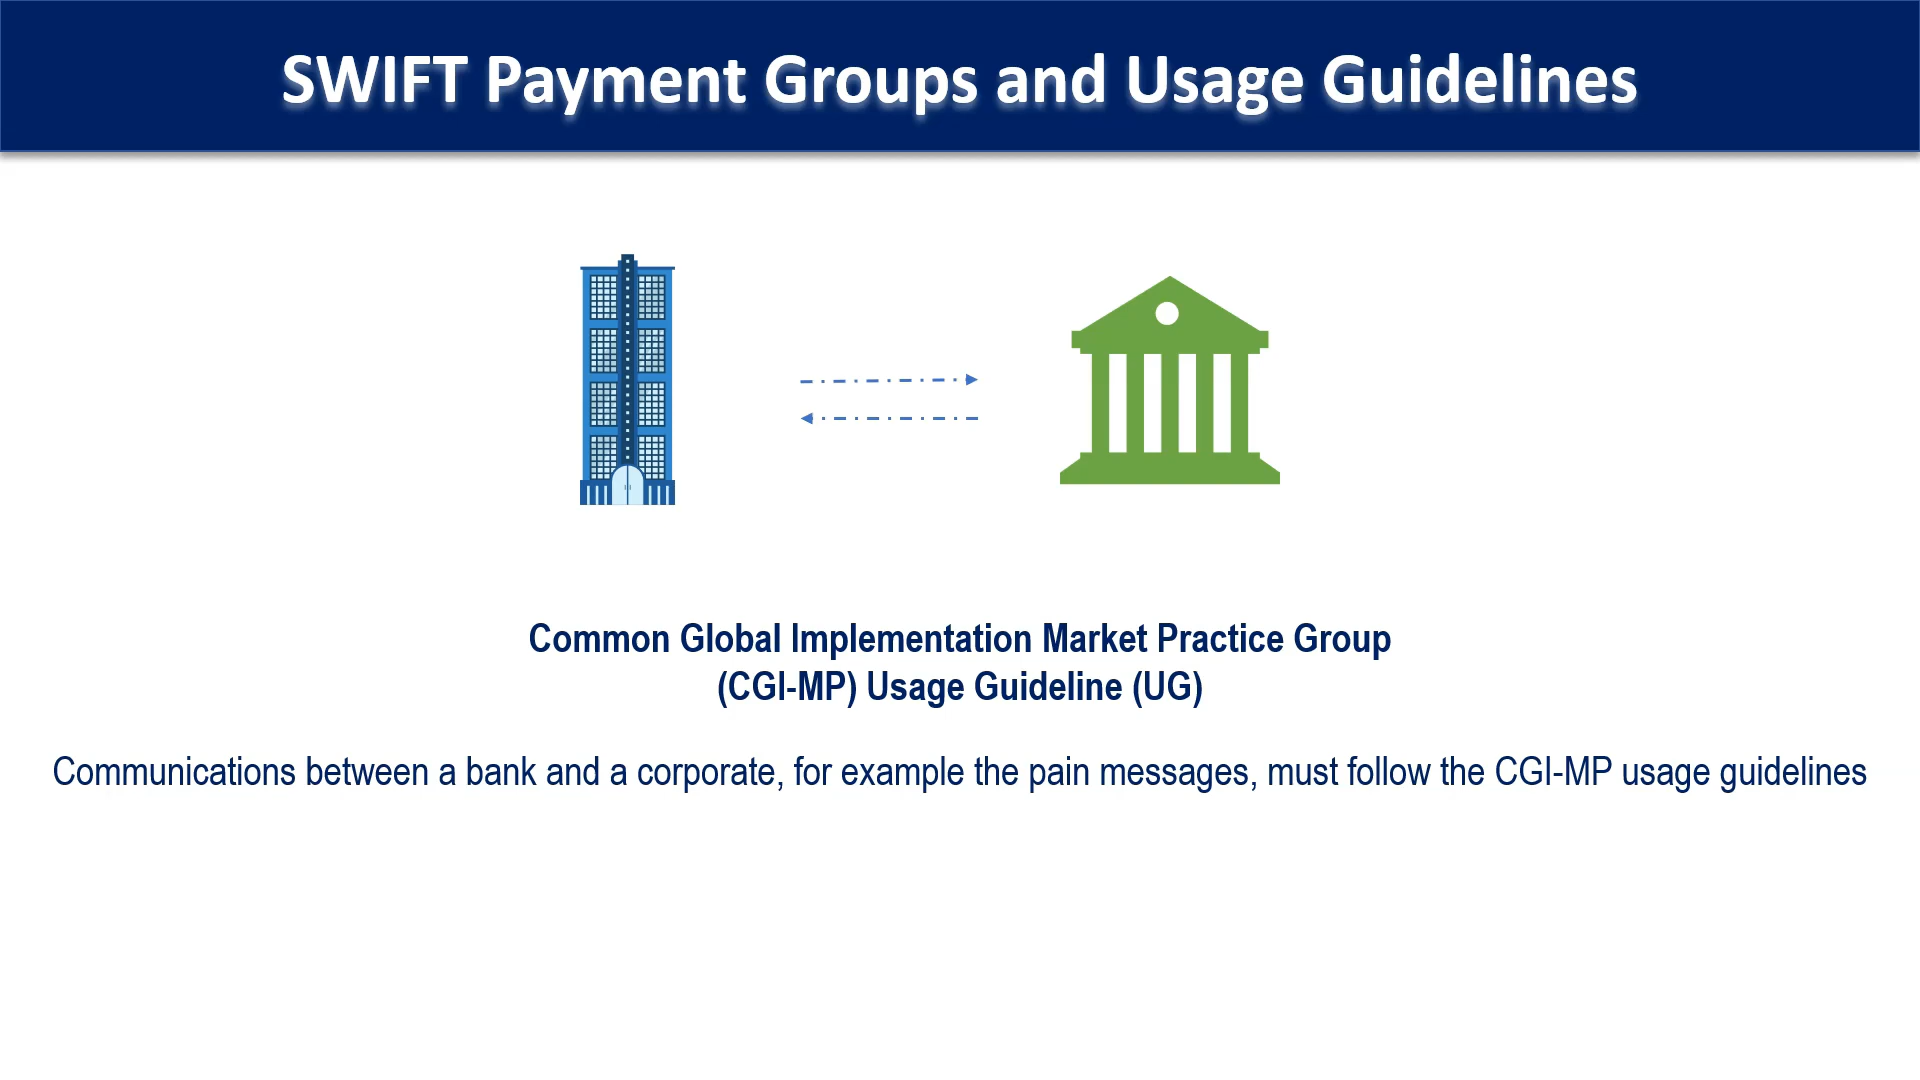 SWIFT Payment Groups and Usage Guidelines
Common Global Implementation Market Practice Group
(CGI-MP) Usage Guideline (UG)
Communications between a bank and a corporate, for example the pain messages, must follow the CGI-MP usage guidelines